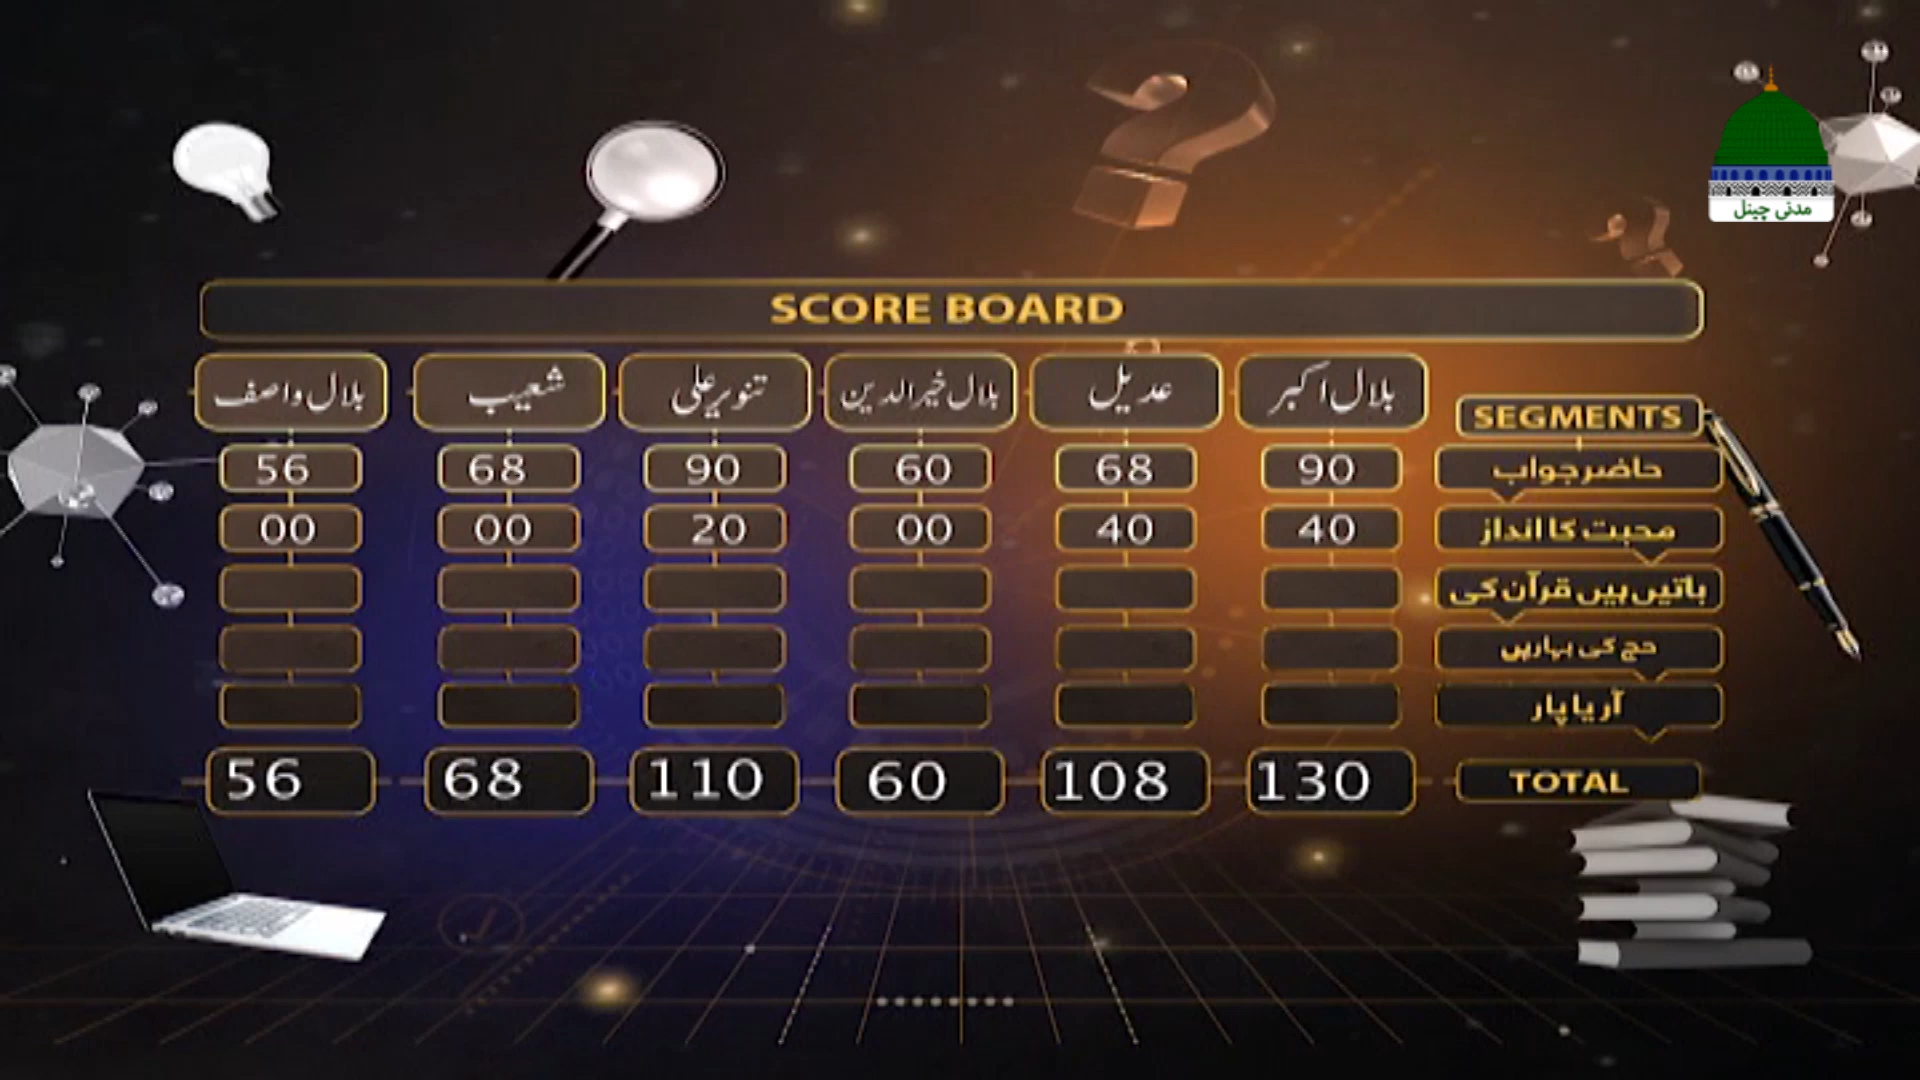 مدنی چینل
SCORE BOARD
بلال واصف شعیب تنویر علی بلال خیرالدین عدیل بلال اکبر SEGMENTS
56 68 90 60 68 90 حاضر جواب
00 00 20 00 40 40 محبت کا انداز
باتیں ہیں قرآن کی
حج کی بہاریں
آر یا پار
56 68 110 60 108 130 TOTAL